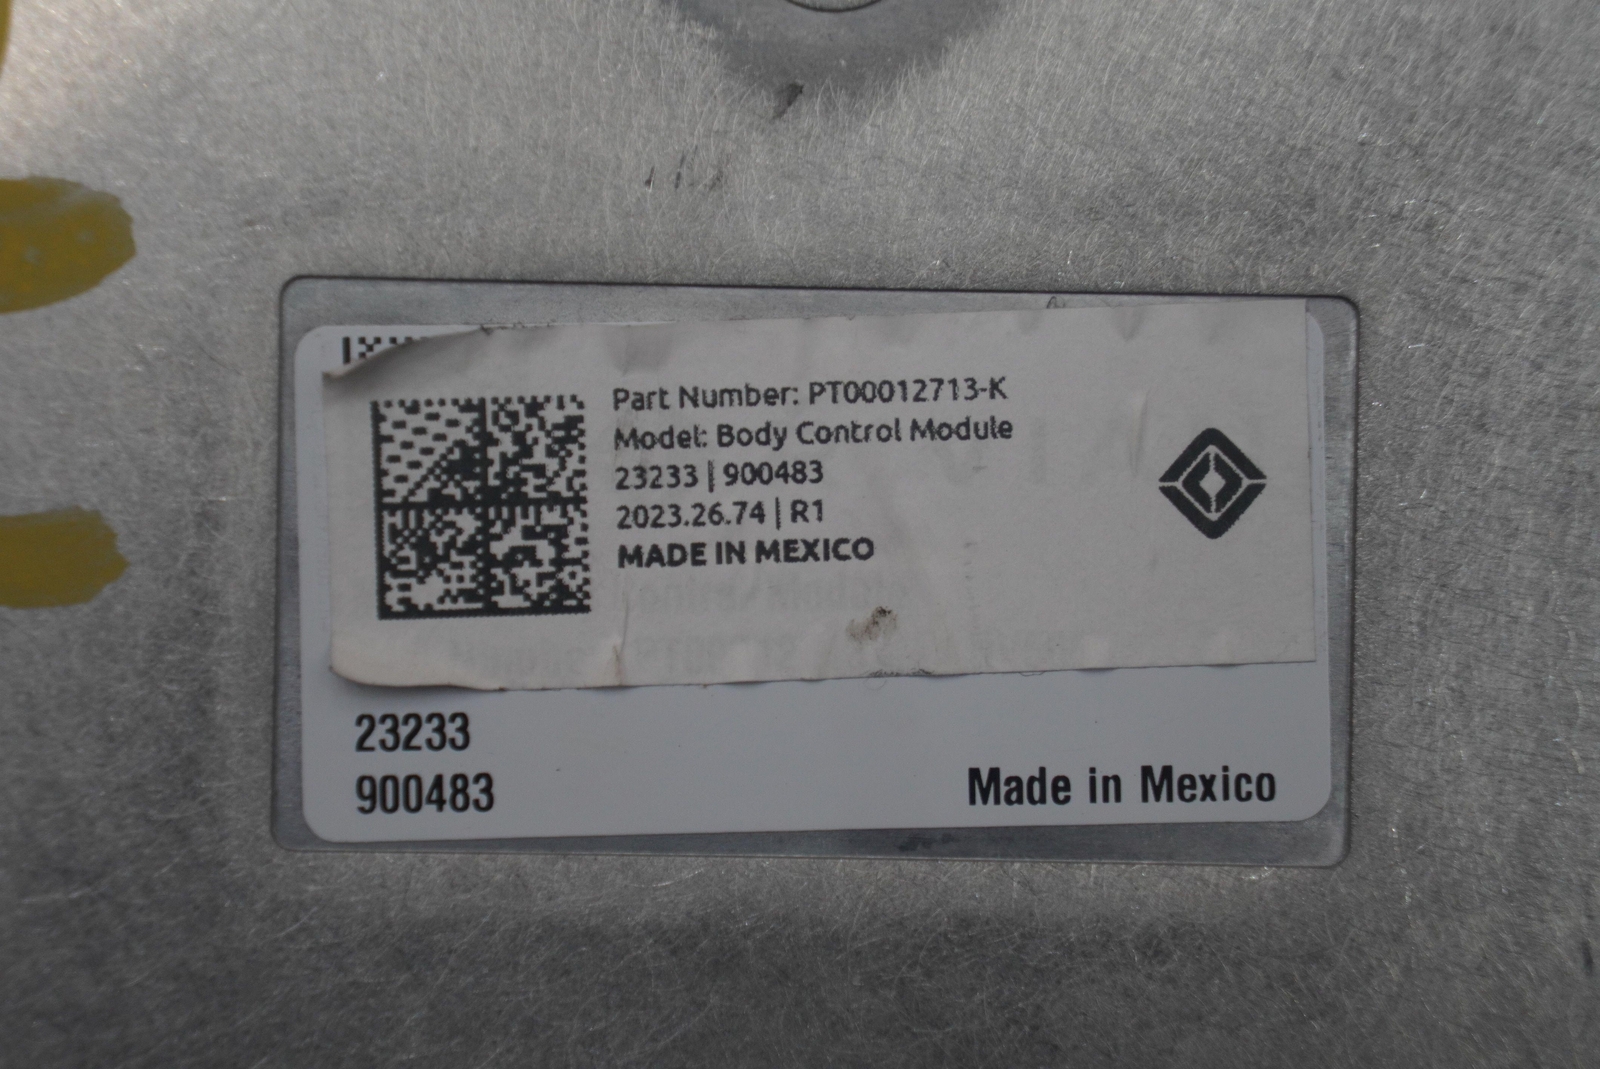 Part Number: PT00012713-K
Model: Body Control Module
23233 | 900483
2023.26.74 | R1
MADE IN MEXICO
23233
900483
Made in Mexico